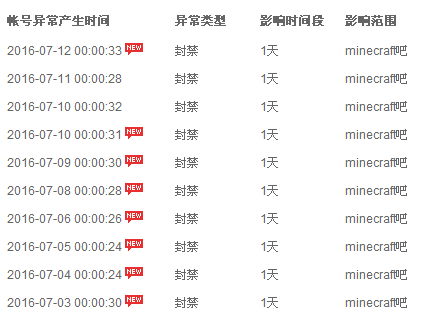 帐号异常产生时间 异常类型 影响时间段 影响范围
2016-07-12 00:00:33 NEW 封禁 1天 minecraft吧
2016-07-11 00:00:28 封禁 1天 minecraft吧
2016-07-10 00:00:32 封禁 1天 minecraft吧
2016-07-10 00:00:31 NEW 封禁 1天 minecraft吧
2016-07-09 00:00:30 NEW 封禁 1天 minecraft吧
2016-07-08 00:00:28 NEW 封禁 1天 minecraft吧
2016-07-06 00:00:26 NEW 封禁 1天 minecraft吧
2016-07-05 00:00:24 NEW 封禁 1天 minecraft吧
2016-07-04 00:00:24 NEW 封禁 1天 minecraft吧
2016-07-03 00:00:30 NEW 封禁 1天 minecraft吧